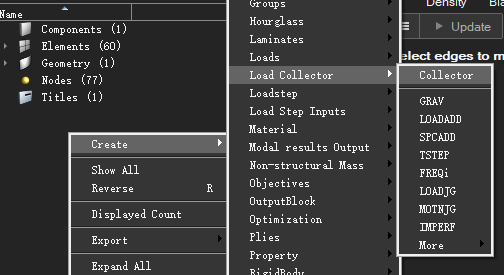 Name
Components (1)
Elements (60)
Geometry (1)
Nodes (77)
Titles (1)
Create
Show All
Reverse R
Displayed Count
Export
Expand All
Groups
Hourglass
Laminates
Loads
Load Collector
Loadstep
Load Step Inputs
Material
Modal results Output
Non-structural Mass
Objectives
OutputBlock
Optimization
Plies
Property
RigidBody
Density
Update
elect edges to m
Collector
GRAV
LOADADD
SPCADD
TSTEP
FREQi
LOADJG
MOTNJG
IMPERF
More